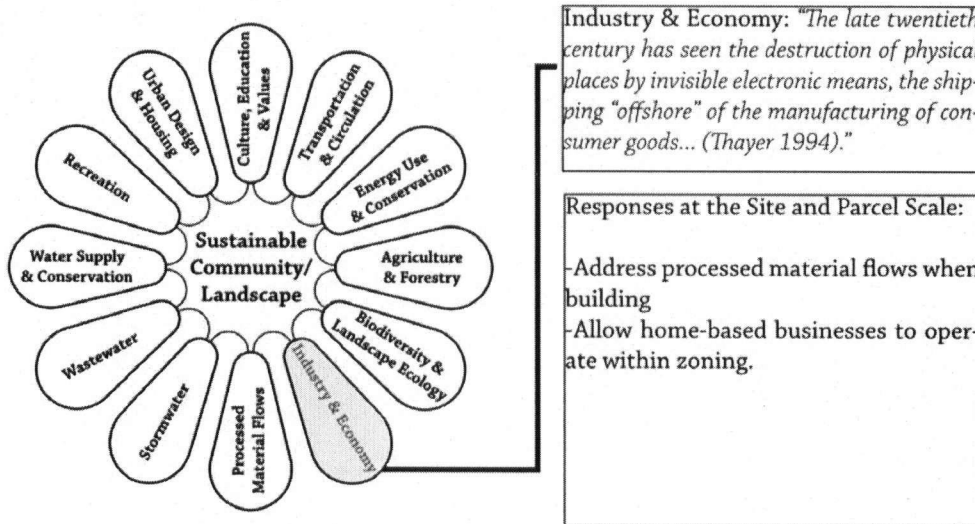 Culture, Education
& Values
Transportation
& Circulation
Energy Use
& Conservation
Agriculture
& Forestry
Biodiversity &
Landscape Ecology
Industry & Economy
Processed
Material Flows
Stormwater
Wastewater
Water Supply
& Conservation
Recreation
Urban Design
& Housing
Sustainable
Community/
Landscape
Industry & Economy: “The late twentieth
century has seen the destruction of physical
places by invisible electronic means, the ship-
ping “offshore” of the manufacturing of con-
sumer goods... (Thayer 1994).”
Responses at the Site and Parcel Scale:
-Address processed material flows when
building
-Allow home-based businesses to oper-
ate within zoning.